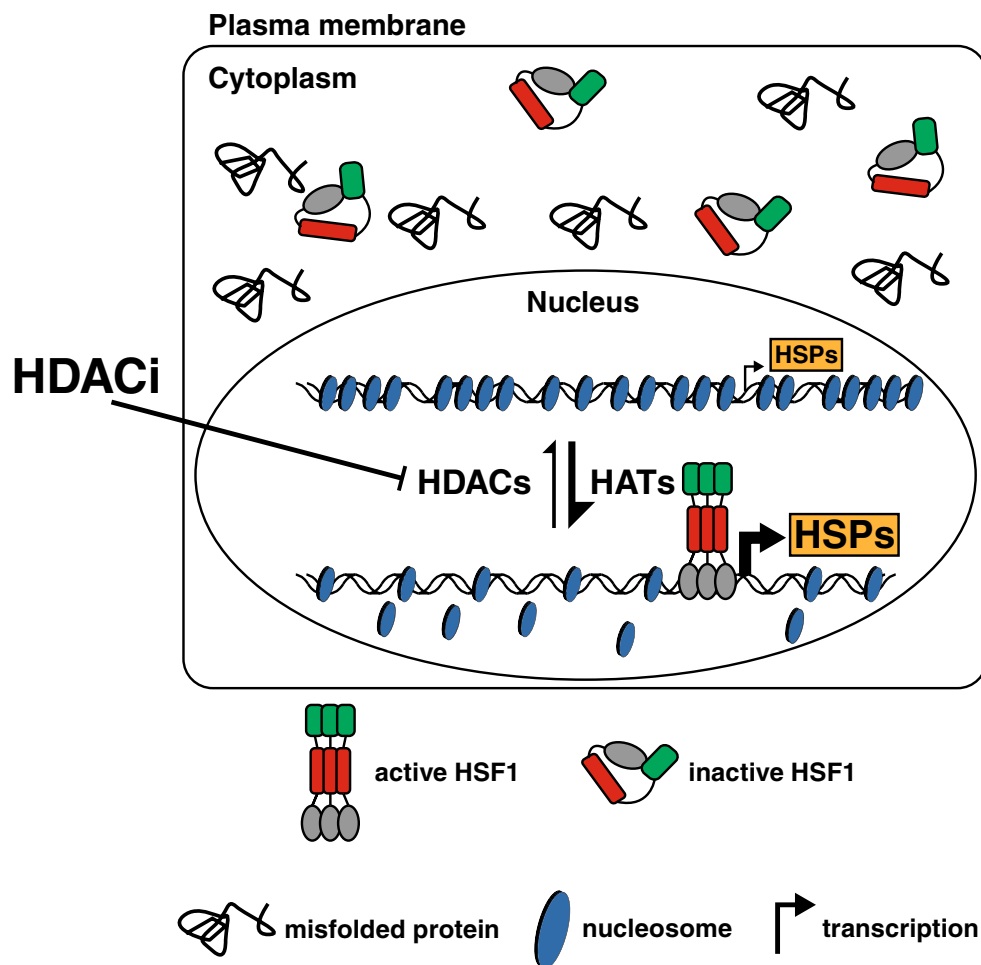 Plasma membrane
Cytoplasm
Nucleus
HSPs
HDACi
HDACs
HATs
HSPs
active HSF1
inactive HSF1
misfolded protein
nucleosome
transcription